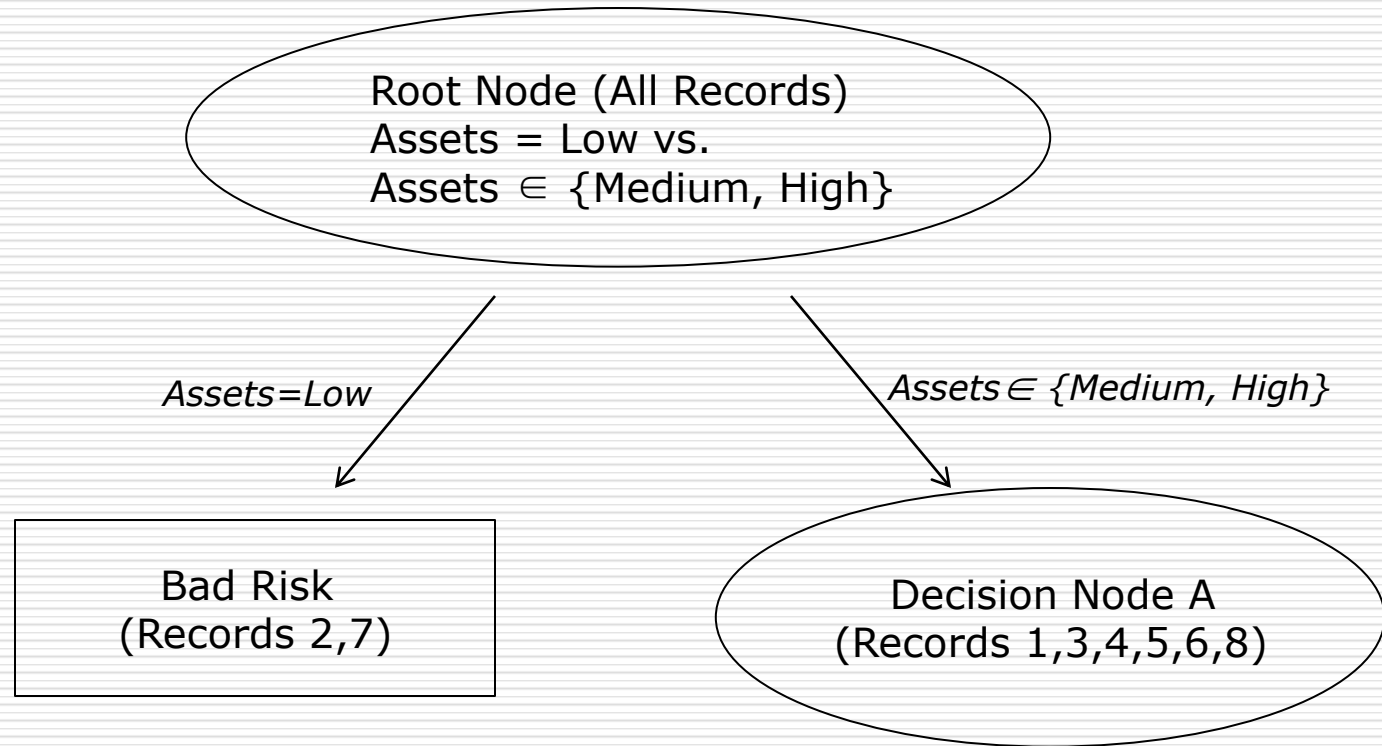 Root Node (All Records)
Assets = Low vs.
Assets ∈ {Medium, High}
Assets=Low
Assets∈ {Medium, High}
Bad Risk
(Records 2,7)
Decision Node A
(Records 1,3,4,5,6,8)